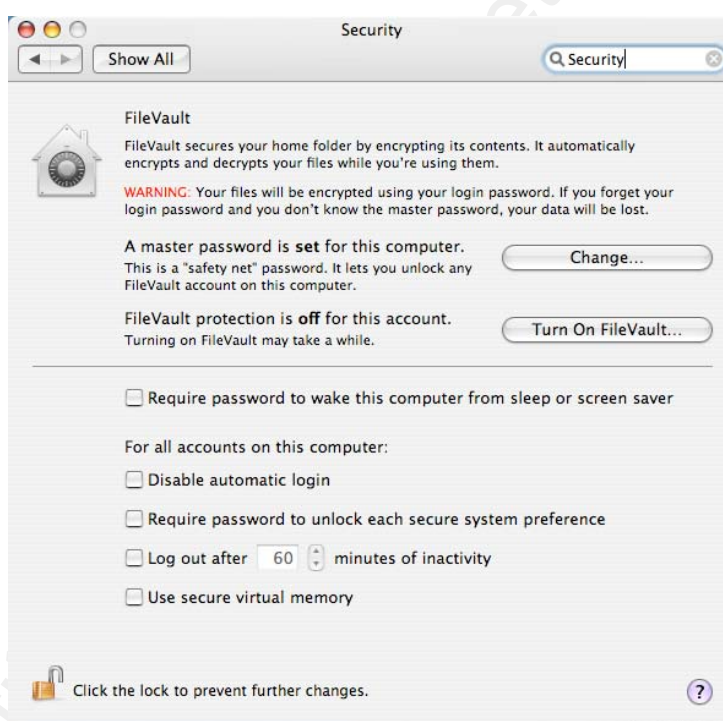 Security
Show All
Security
FileVault
FileVault secures your home folder by encrypting its contents. It automatically
encrypts and decrypts your files while you're using them.
WARNING: Your files will be encrypted using your login password. If you forget your
login password and you don't know the master password, your data will be lost.
A master password is set for this computer.
This is a "safety net" password. It lets you unlock any
FileVault account on this computer.
Change...
FileVault protection is off for this account.
Turning on FileVault may take a while.
Turn On FileVault...
Require password to wake this computer from sleep or screen saver
For all accounts on this computer:
Disable automatic login
Require password to unlock each secure system preference
Log out after 60 minutes of inactivity
Use secure virtual memory
Click the lock to prevent further changes.
?